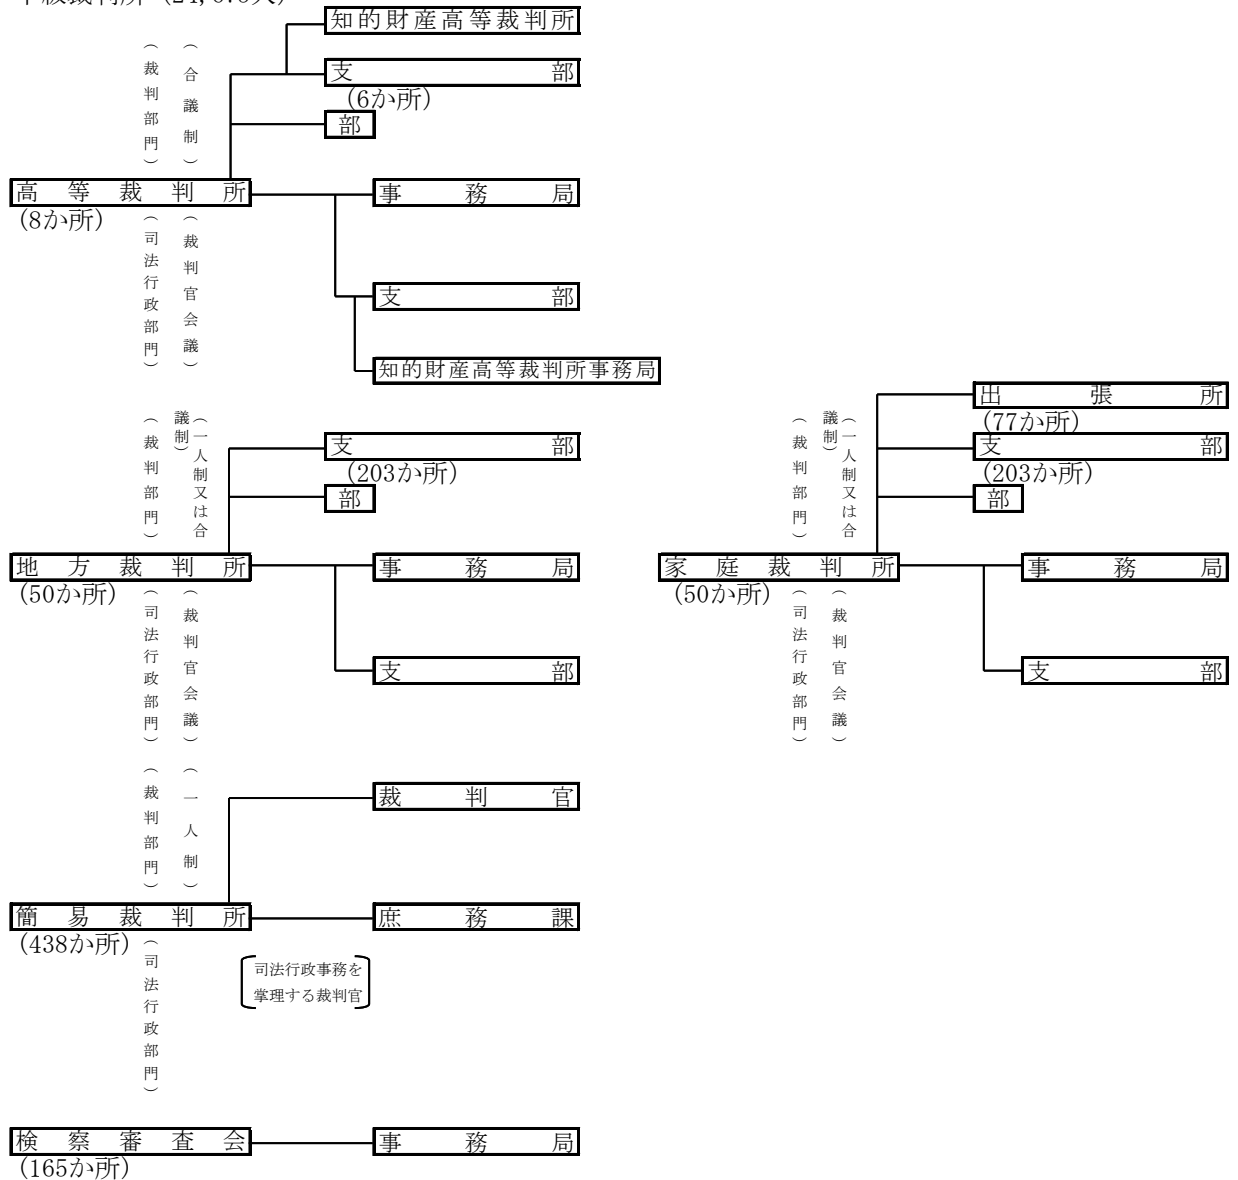 知的財産高等裁判所
支部
(6か所)
部
（裁判部門）
（合議制）
高等裁判所
(8か所)
事務局
（司法行政部門）
（裁判官会議）
支部
知的財産高等裁判所事務局
（裁判部門）
（一人制又は合
議制）
支部
(203か所)
部
地方裁判所
(50か所)
事務局
（司法行政部門）
（裁判官会議）
支部
出張所
(77か所)
支部
(203か所)
部
（裁判部門）
（一人制又は合
議制）
家庭裁判所
(50か所)
事務局
（司法行政部門）
（裁判官会議）
支部
（裁判部門）
（一人制）
裁判官
簡易裁判所
(438か所)
庶務課
（司法行政部門）
司法行政事務を
掌理する裁判官
検察審査会
(165か所)
事務局